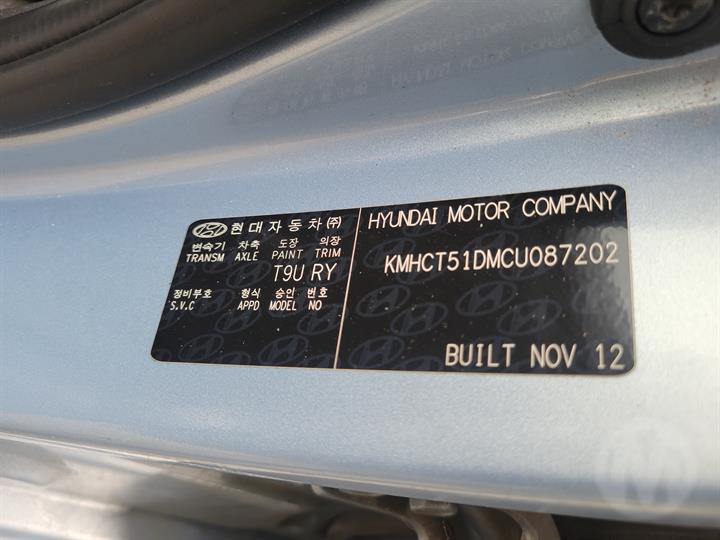 현대자동차㈜
변속기 차축 도장 의장
TRANSM AXLE PAINT TRIM
T9U RY
정비부호 형식 승인 번호
S.V.C APPD MODEL NO
HYUNDAI MOTOR COMPANY
KMHCT51DMCU087202
BUILT NOV 12
M